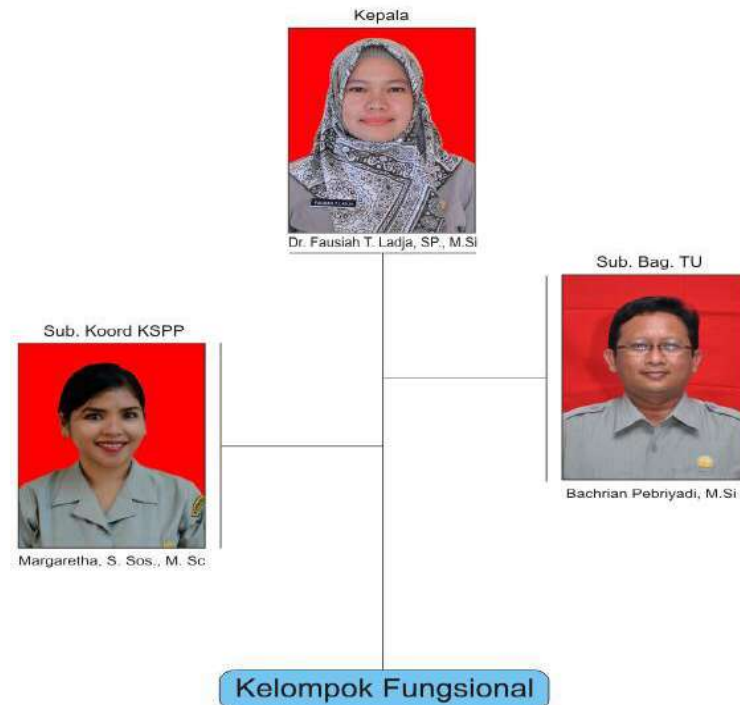 Kepala
Dr. Fausiah T. Ladja, SP., M.Si
Sub. Bag. TU
Bachrian Pebriyadi, M.Si
Sub. Koord KSPP
Margaretha, S. Sos., M. Sc
Kelompok Fungsional